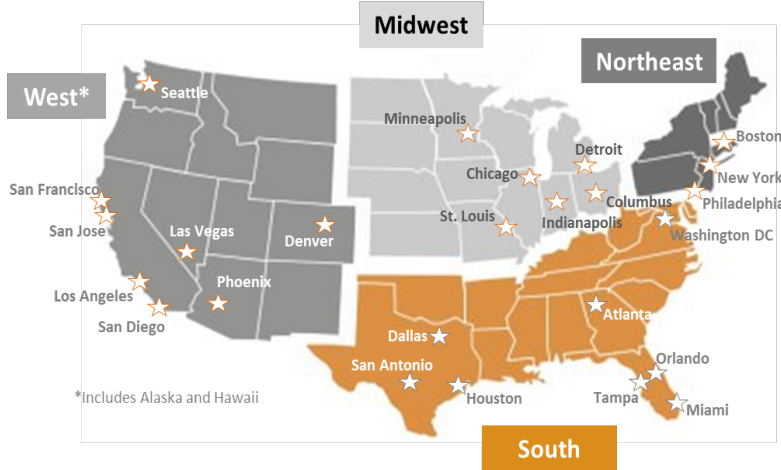 Midwest
Northeast
West*
Seattle
Minneapolis
Boston
Detroit
New York
Chicago
San Francisco
Columbus
Philadelphia
St. Louis
Indianapolis
San Jose
Las Vegas
Denver
Washington DC
Phoenix
Los Angeles
San Diego
Atlanta
Dallas
San Antonio
Orlando
*Includes Alaska and Hawaii
Houston
Tampa
Miami
South